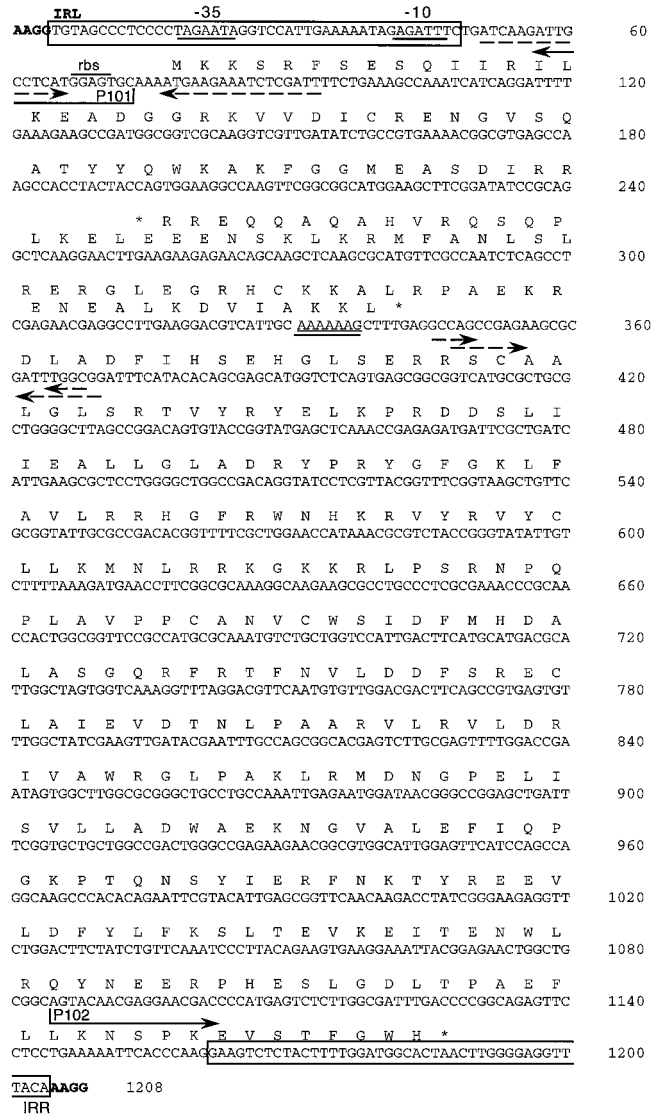 IRL -35 -10
AAGGTGTAGCCCTCCCCTAGAATAGGTCCATTGAAAAATAGAGATTTCTGATCAAGATTG 60
rbs M K K S R F S E S Q I I R I L
CCTCATGGAGTGCAAAATGAAGAAATCTCGATTTTCTGAAAGCCAAATCATCAGGATTTT 120
P101
K E A D G G R K V V D I C R E N G V S Q
GAAAGAAGCCGATGGCGGTCGCAAGGTCGTTGATATCTGCCGTGAAAACGGCGTGAGCCA 180
A T Y Y Q W K A K F G G M E A S D I R R
AGCCACCTACTACCAGTGGAAGGCCAAGTTCGGCGGCATGGAAGCTTCGGATATCCGCAG 240
* R R E Q Q A Q A H V R Q S Q P
L K E L E E E N S K L K R M F A N L S L
GCTCAAGGAACTTGAAGAAGAGAACAGCAAGCTCAAGCGCATGTTCGCCAATCTCAGCCT 300
R E R G L E G R H C K K A L R P A E K R
E N E A L K D V I A K K L *
CGAGAACGAGGCCTTGAAGGACGTCATTGCAAAAAAGCTTTGAGGCCAGCCGAGAAGCGC 360
D L A D F I H S E H G L S E R R S C A A
GATTTGGCGGATTTCATACACAGCGAGCATGGTCTCAGTGAGCGGCGGTCATGCGCTGCG 420
L G L S R T V Y R Y E L K P R D D S L I
CTGGGGCTTAGCCGGACAGTGTACCGGTATGAGCTCAAACCGAGAGATGATTCGCTGATC 480
I E A L L G L A D R Y P R Y G F G K L F
ATTGAAGCGCTCCTGGGGCTGGCCGACAGGTATCCTCGTTACGGTTTCGGTAAGCTGTTC 540
A V L R R H G F R W N H K R V Y R V Y C
GCGGTATTGCGCCGACACGGTTTTCGCTGGAACCATAAACGCGTCTACCGGGTATATTGT 600
L L K M N L R R K G K K R L P S R N P Q
CTTTTAAAGATGAACCTTCGGCGCAAAGGCAAGAAGCGCCTGCCCTCGCGAAACCCGCAA 660
P L A V P P C A N V C W S I D F M H D A
CCACTGGCGGTTCCGCCATGCGCAAATGTCTGCTGGTCCATTGACTTCATGCATGACGCA 720
L A S G Q R F R T F N V L D D F S R E C
TTGGCTAGTGGTCAAAGGTTTAGGACGTTCAATGTGTTGGACGACTTCAGCCGTGAGTGT 780
L A I E V D T N L P A A R V L R V L D R
TTGGCTATCGAAGTTGATACGAATTTGCCAGCGGCACGAGTCTTGCGAGTTTTGGACCGA 840
I V A W R G L P A K L R M D N G P E L I
ATAGTGGCTTGGCGCGGGCTGCCTGCCAAATTGAGAATGGATAACGGGCCGGAGCTGATT 900
S V L L A D W A E K N G V A L E F I Q P
TCGGTGCTGCTGGCCGACTGGGCCGAGAAGAACGGCGTGGCATTGGAGTTCATCCAGCCA 960
G K P T Q N S Y I E R F N K T Y R E E V
GGCAAGCCCACACAGAATTCGTACATTGAGCGGTTCAACAAGACCTATCGGGAAGAGGTT 1020
L D F Y L F K S L T E V K E I T E N W L
CTGGACTTCTATCTGTTCAAATCCCTTACAGAAGTGAAGGAAATTACGGAGAACTGGCTG 1080
R Q Y N E E R P H E S L G D L T P A E F
CGGCAGTACAACGAGGAACGACCCCATGAGTCTCTTGGCGATTTGACCCCGGCAGAGTTC 1140
P102
L L K N S P K E V S T F G W H *
CTCCTGAAAAATTCACCCAAGGAAGTCTCTACTTTTGGATGGCACTAACTTGGGGAGGTT 1200
TACAAAGG 1208
IRR